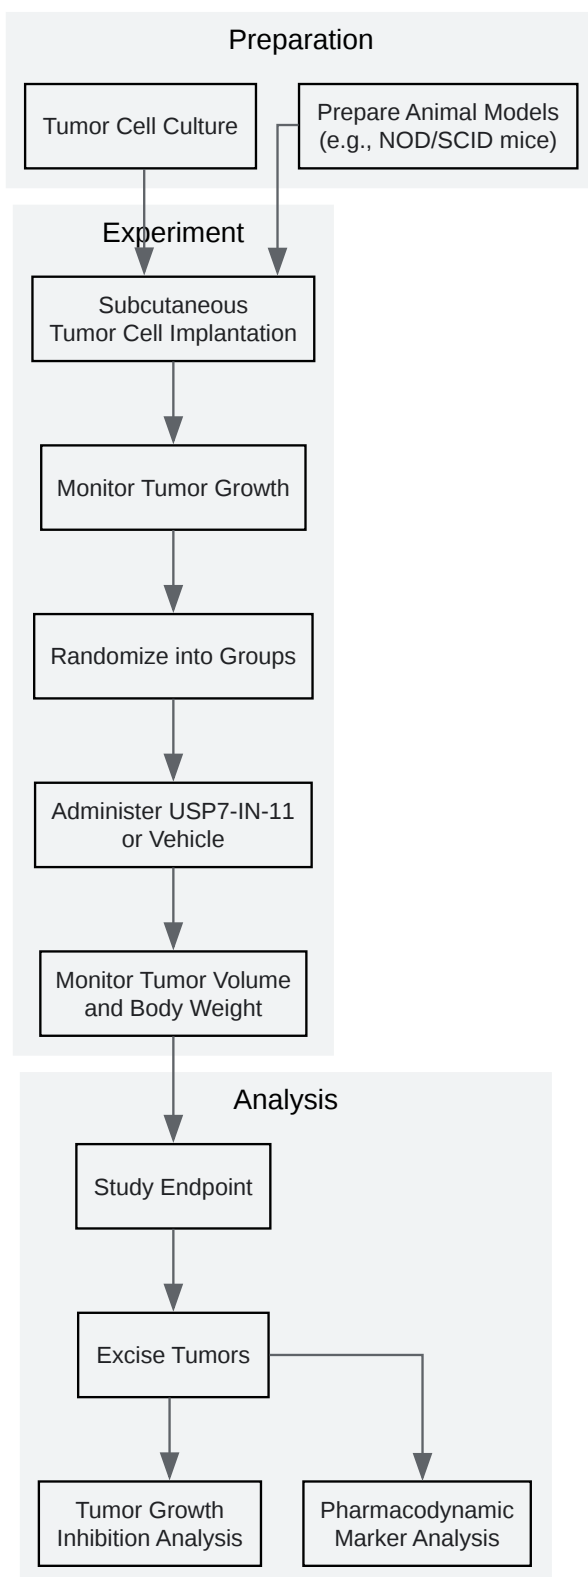 Preparation
Tumor Cell Culture
Prepare Animal Models
(e.g., NOD/SCID mice)
Experiment
Subcutaneous
Tumor Cell Implantation
Monitor Tumor Growth
Randomize into Groups
Administer USP7-IN-11
or Vehicle
Monitor Tumor Volume
and Body Weight
Analysis
Study Endpoint
Excise Tumors
Tumor Growth
Inhibition Analysis
Pharmacodynamic
Marker Analysis